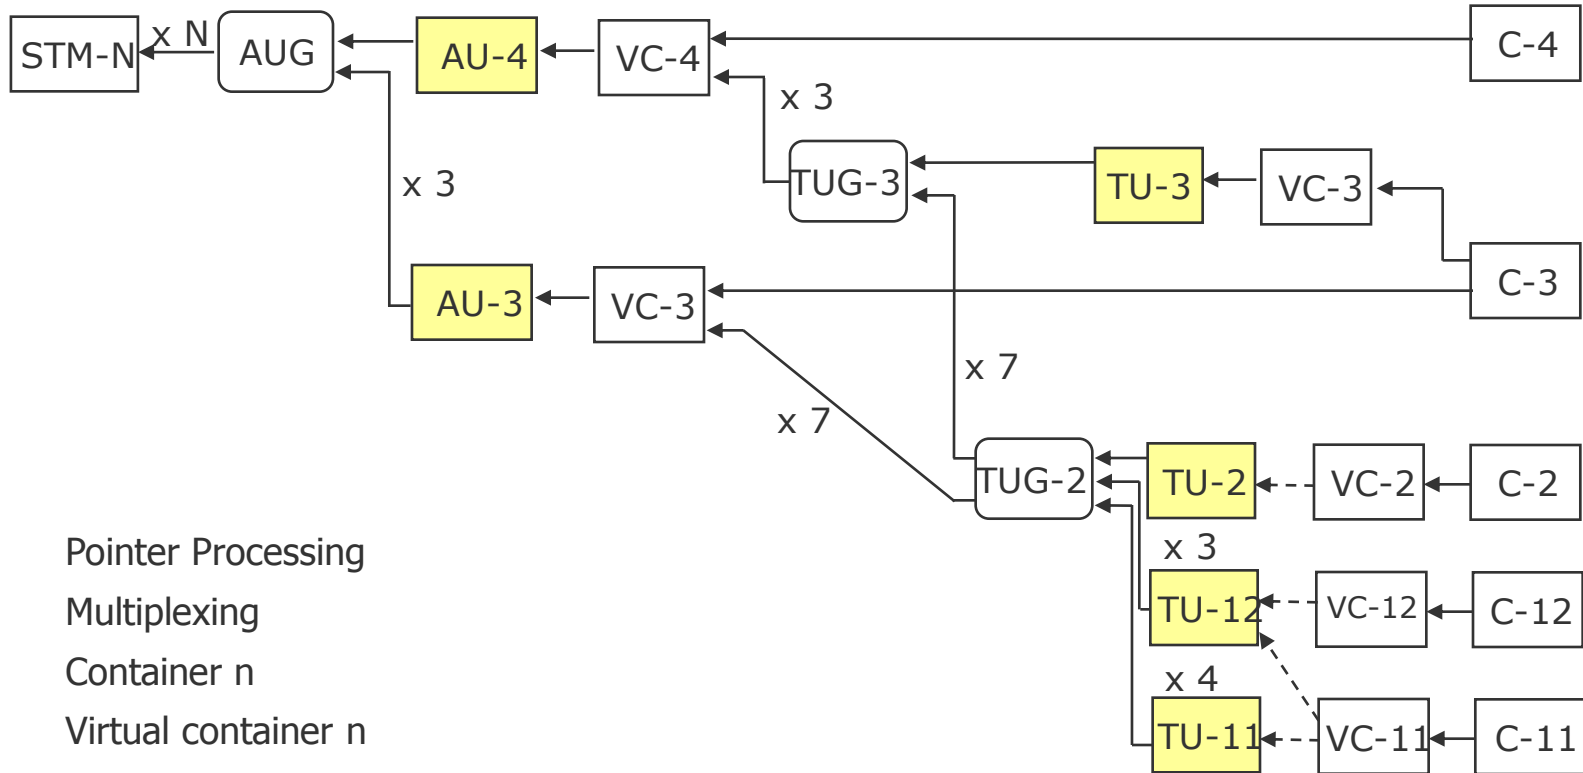 STM-N
x N
AUG
AU-4
VC-4
C-4
x 3
x 3
TUG-3
TU-3
VC-3
AU-3
VC-3
C-3
x 7
x 7
TUG-2
TU-2
VC-2
C-2
x 3
TU-12
VC-12
C-12
x 4
TU-11
VC-11
C-11
Pointer Processing
Multiplexing
Container n
Virtual container n